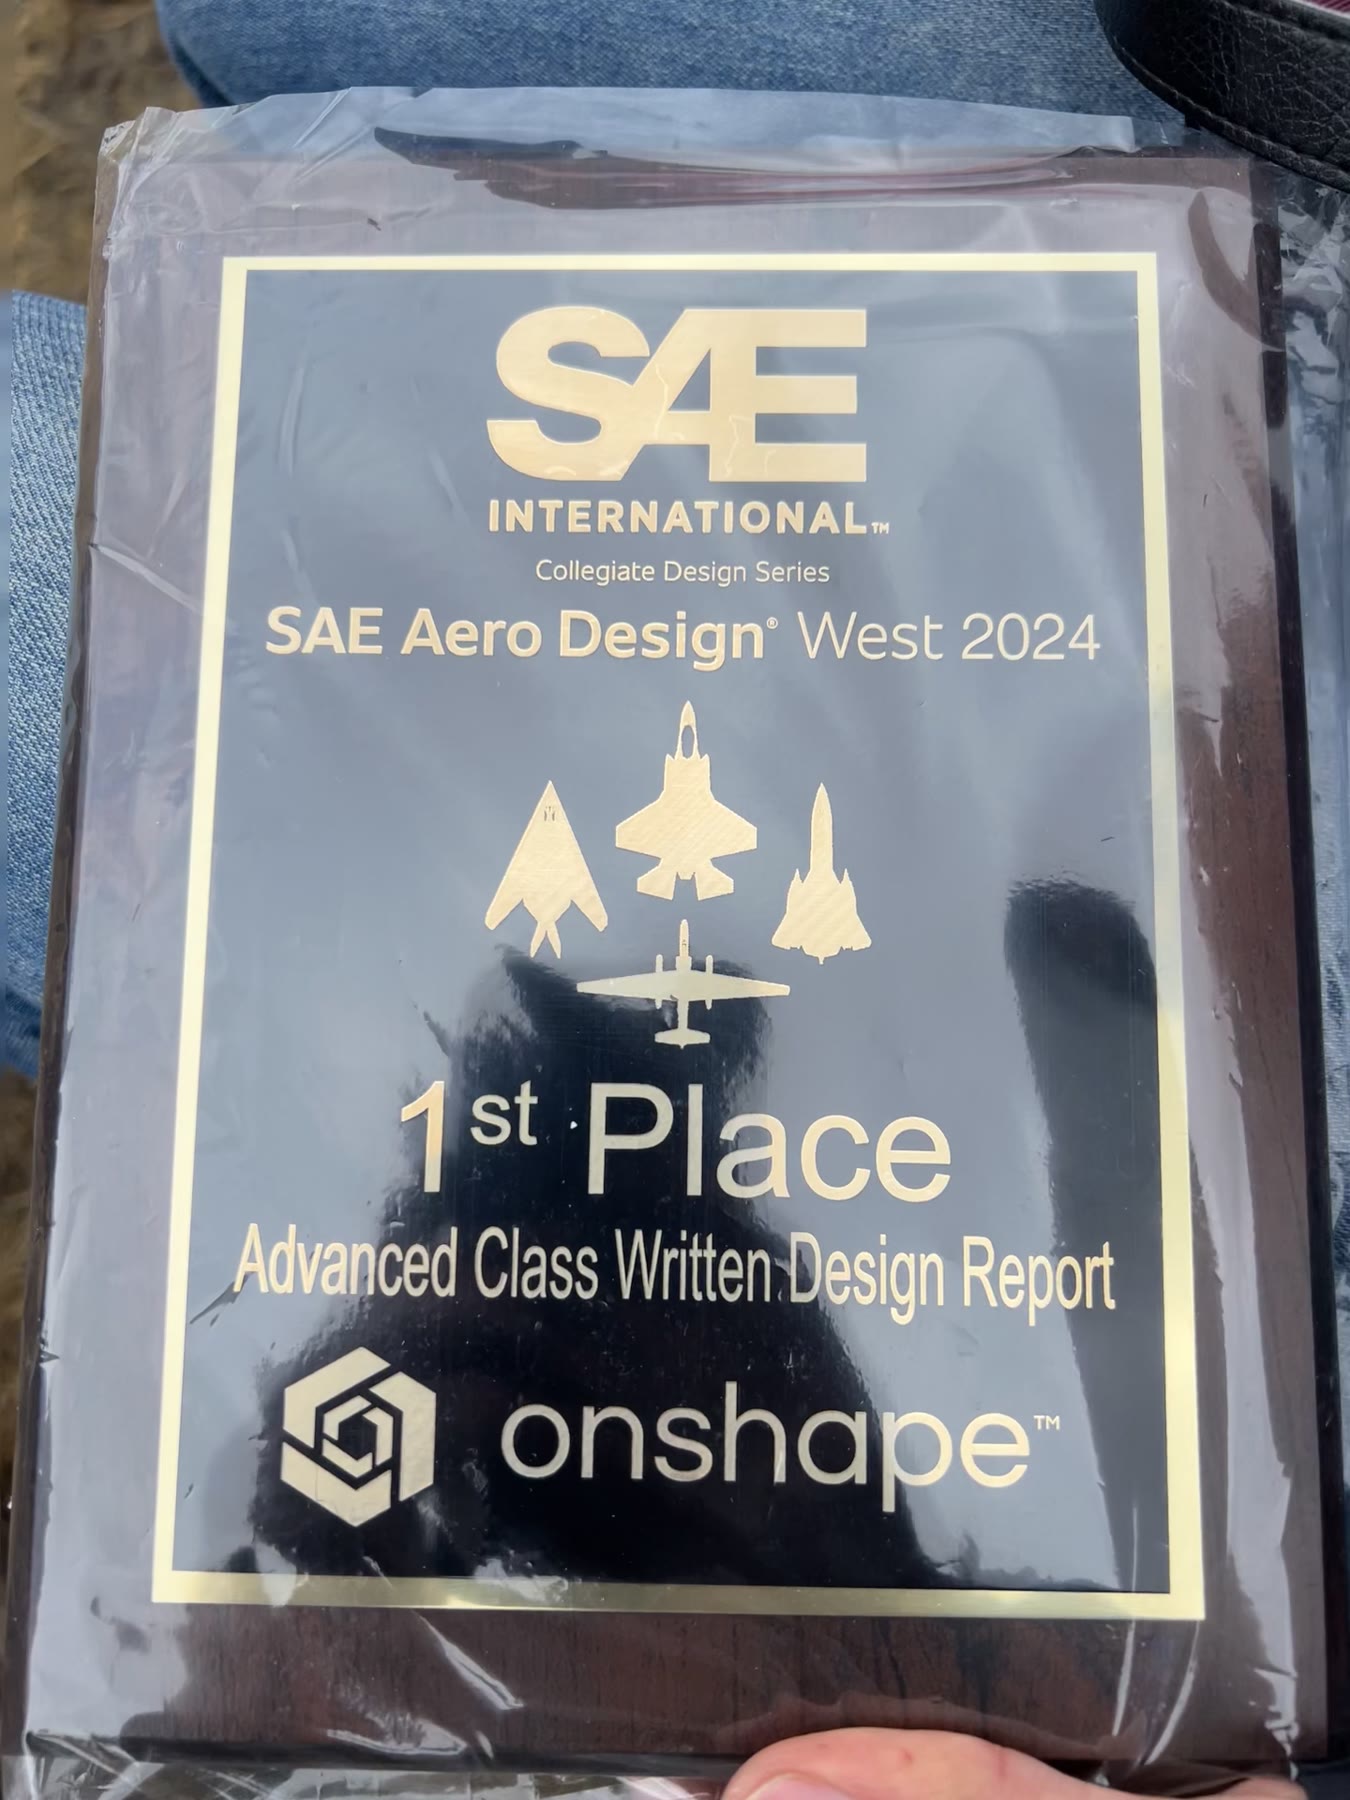 SAE
INTERNATIONAL™
Collegiate Design Series
SAE Aero Design® West 2024
1st Place
Advanced Class Written Design Report
onshape™